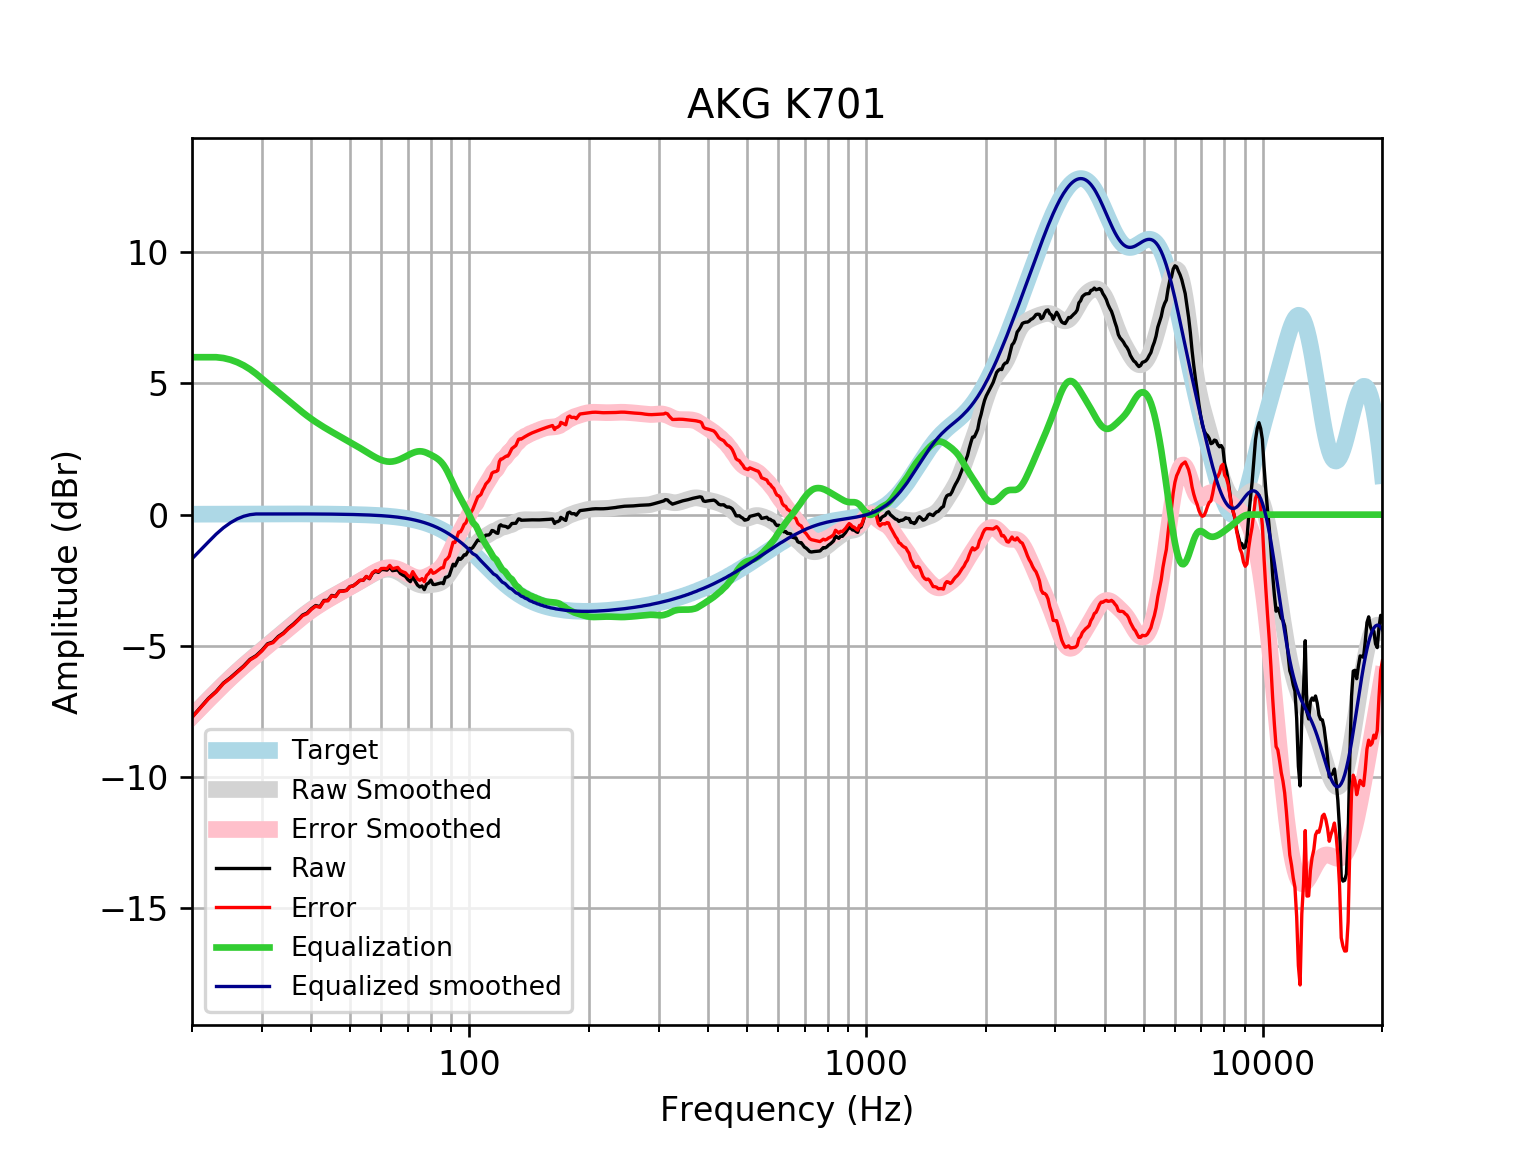 AKG K701
Amplitude (dBr)
10
5
0
−5
−10
−15
Target
Raw Smoothed
Error Smoothed
Raw
Error
Equalization
Equalized smoothed
100
1000
10000
Frequency (Hz)